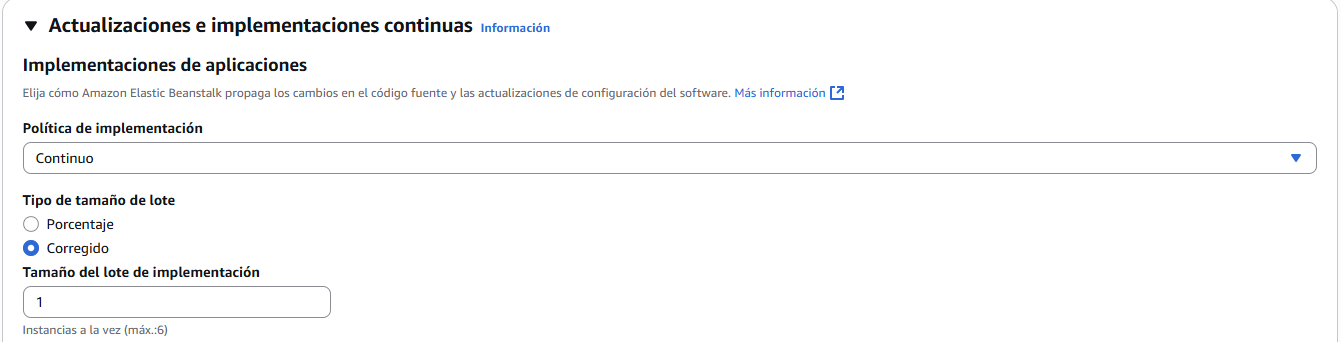 Actualizaciones e implementaciones continuas Información
Implementaciones de aplicaciones
Elija cómo Amazon Elastic Beanstalk propaga los cambios en el código fuente y las actualizaciones de configuración del software. Más información
Política de implementación
Continuo
Tipo de tamaño de lote
Porcentaje
Corregido
Tamaño del lote de implementación
1
Instancias a la vez (máx.:6)